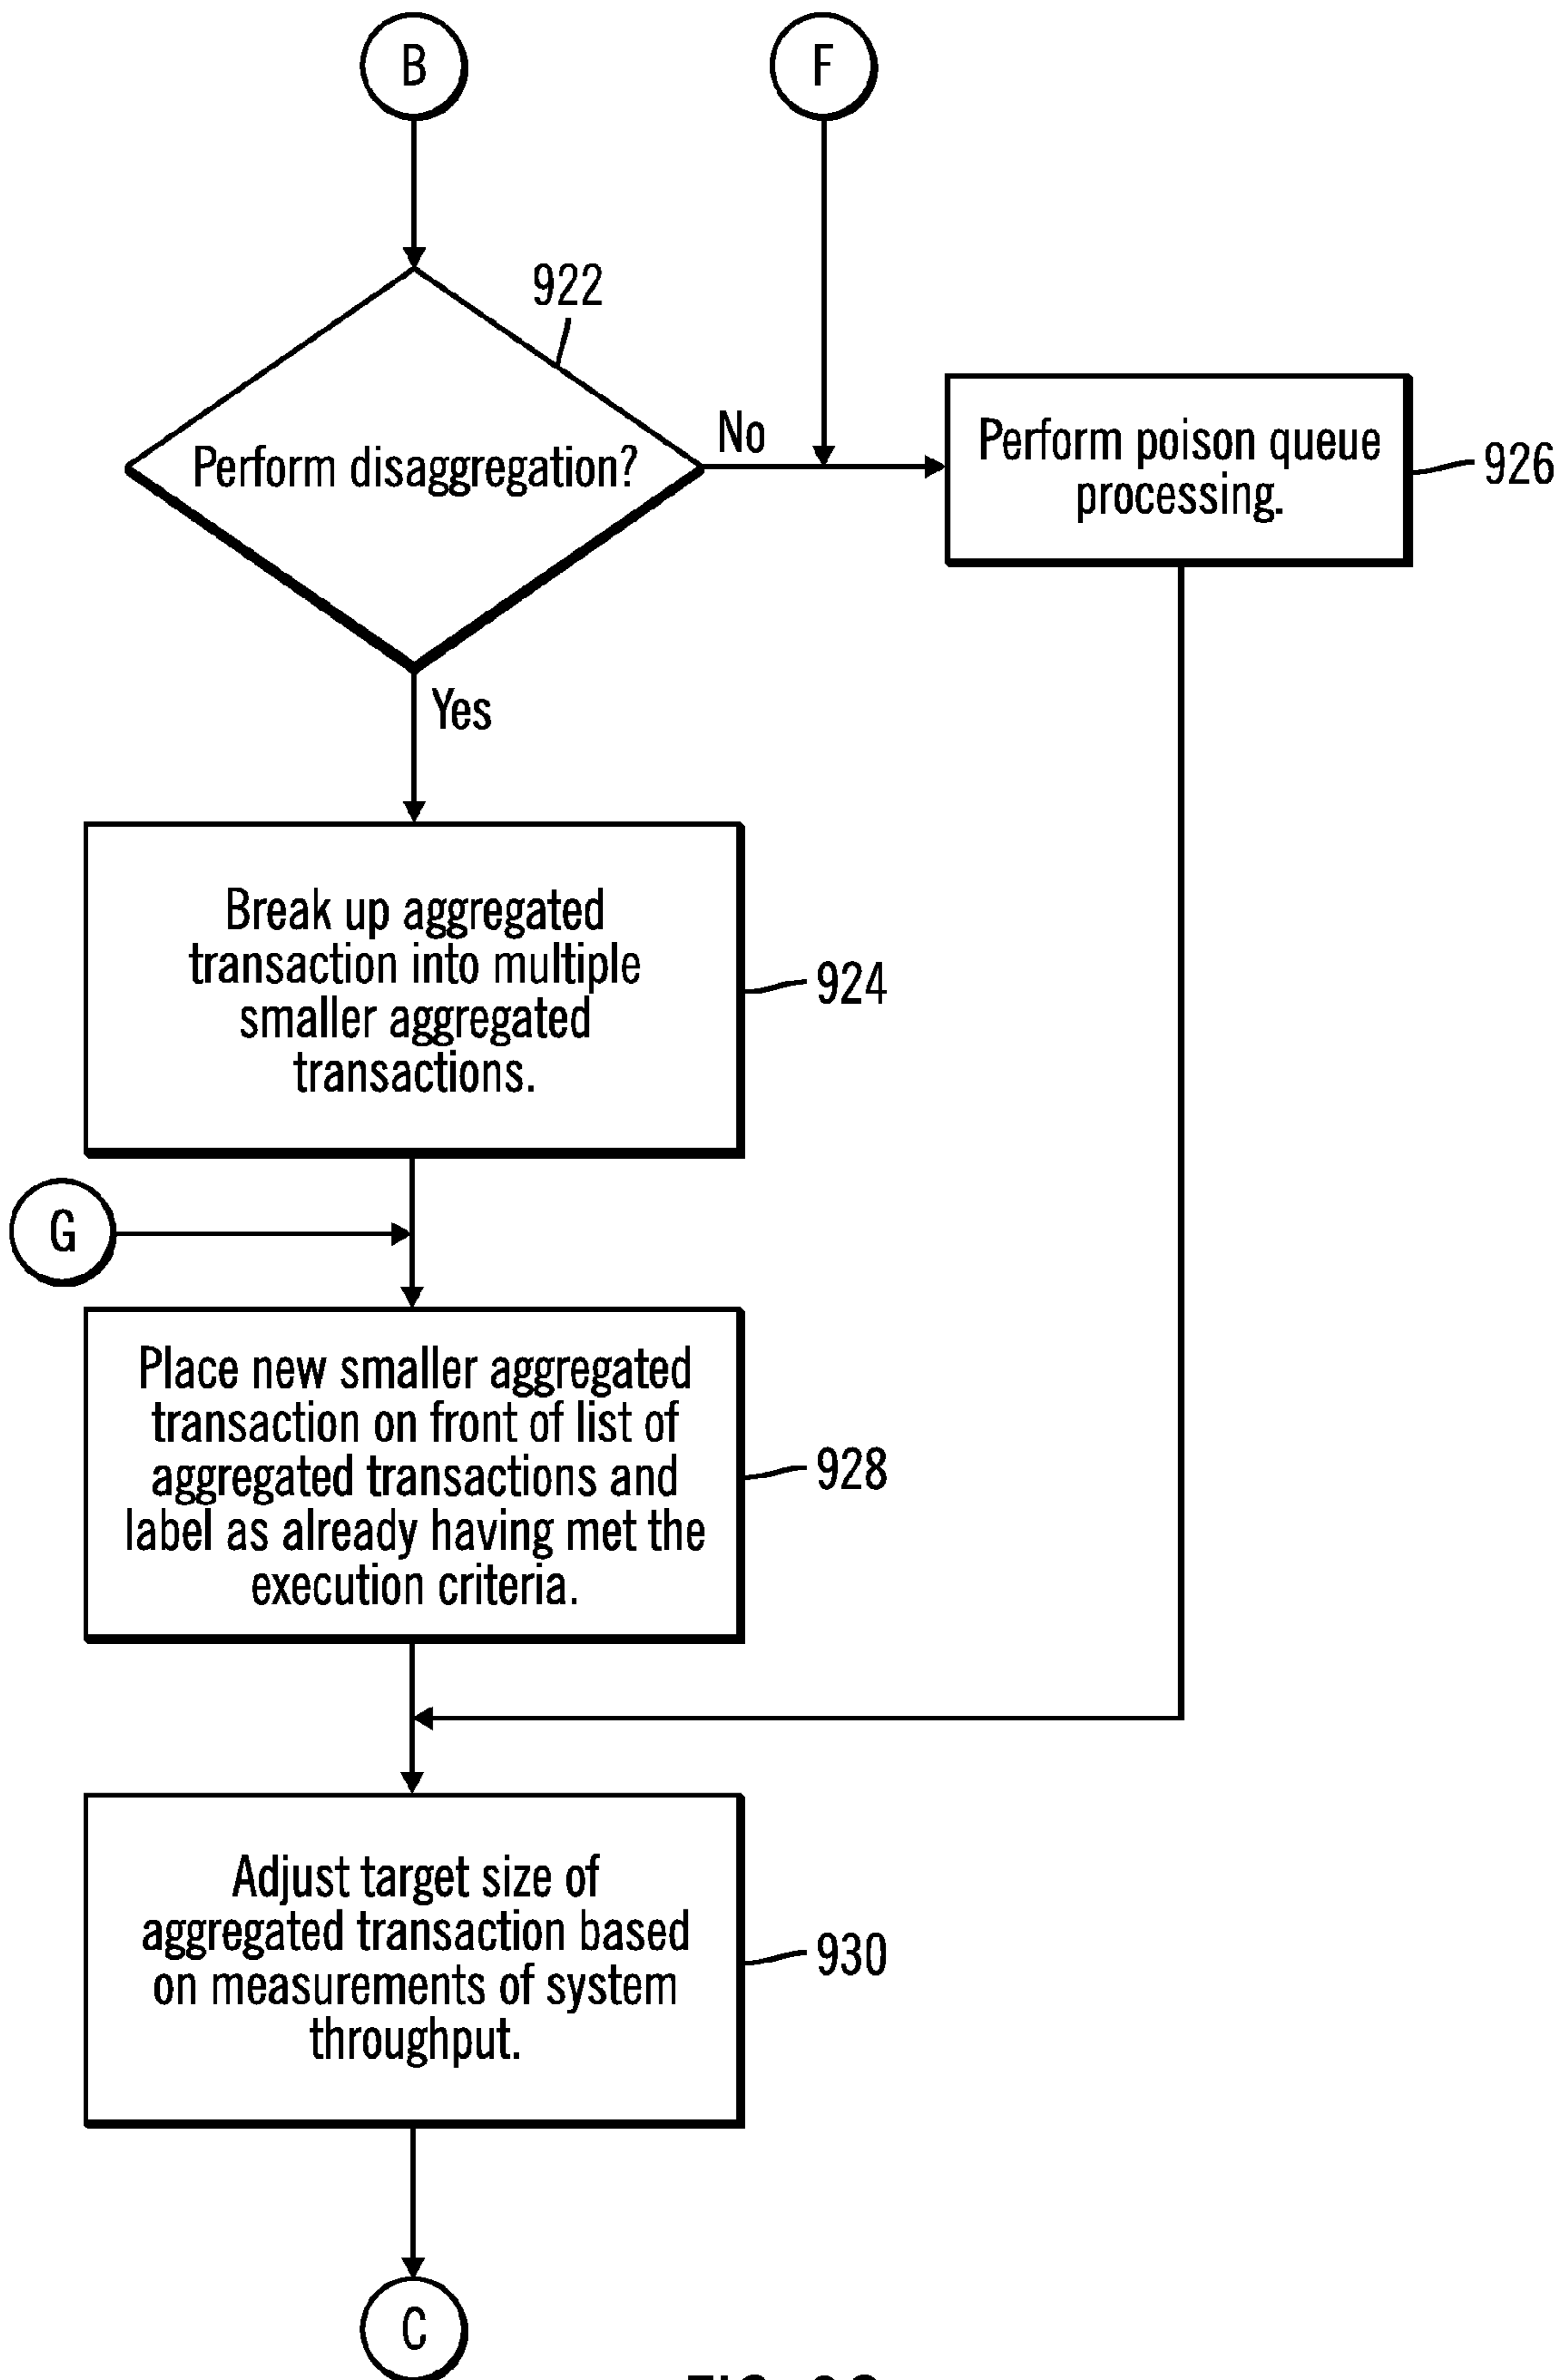 B
F
922
Perform disaggregation?
No
Perform poison queue
processing.
926
Yes
Break up aggregated
transaction into multiple
smaller aggregated
transactions.
924
G
Place new smaller aggregated
transaction on front of list of
aggregated transactions and
label as already having met the
execution criteria.
928
Adjust target size of
aggregated transaction based
on measurements of system
throughput.
930
C